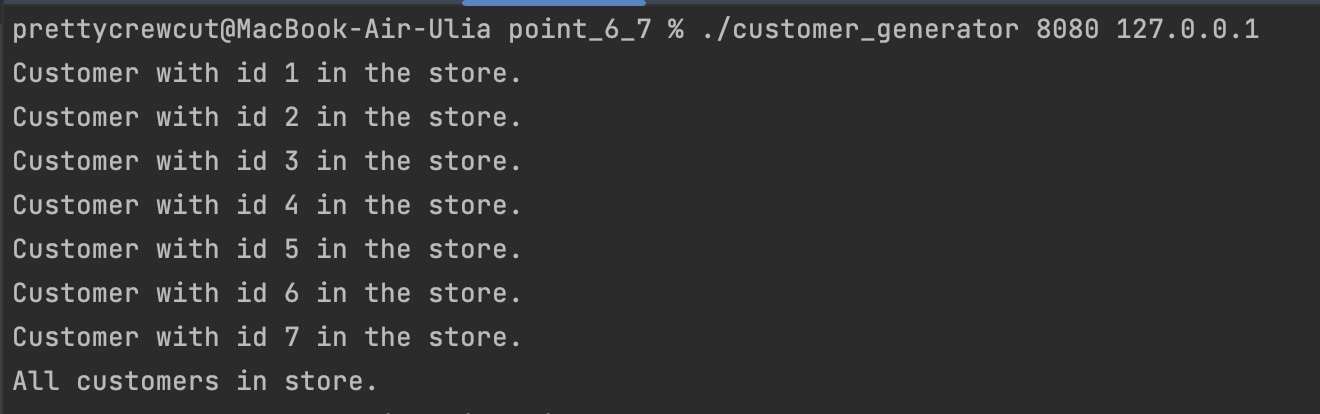 prettycrewcut@MacBook-Air-Ulia point_6_7 % ./customer_generator 8080 127.0.0.1
Customer with id 1 in the store.
Customer with id 2 in the store.
Customer with id 3 in the store.
Customer with id 4 in the store.
Customer with id 5 in the store.
Customer with id 6 in the store.
Customer with id 7 in the store.
All customers in store.